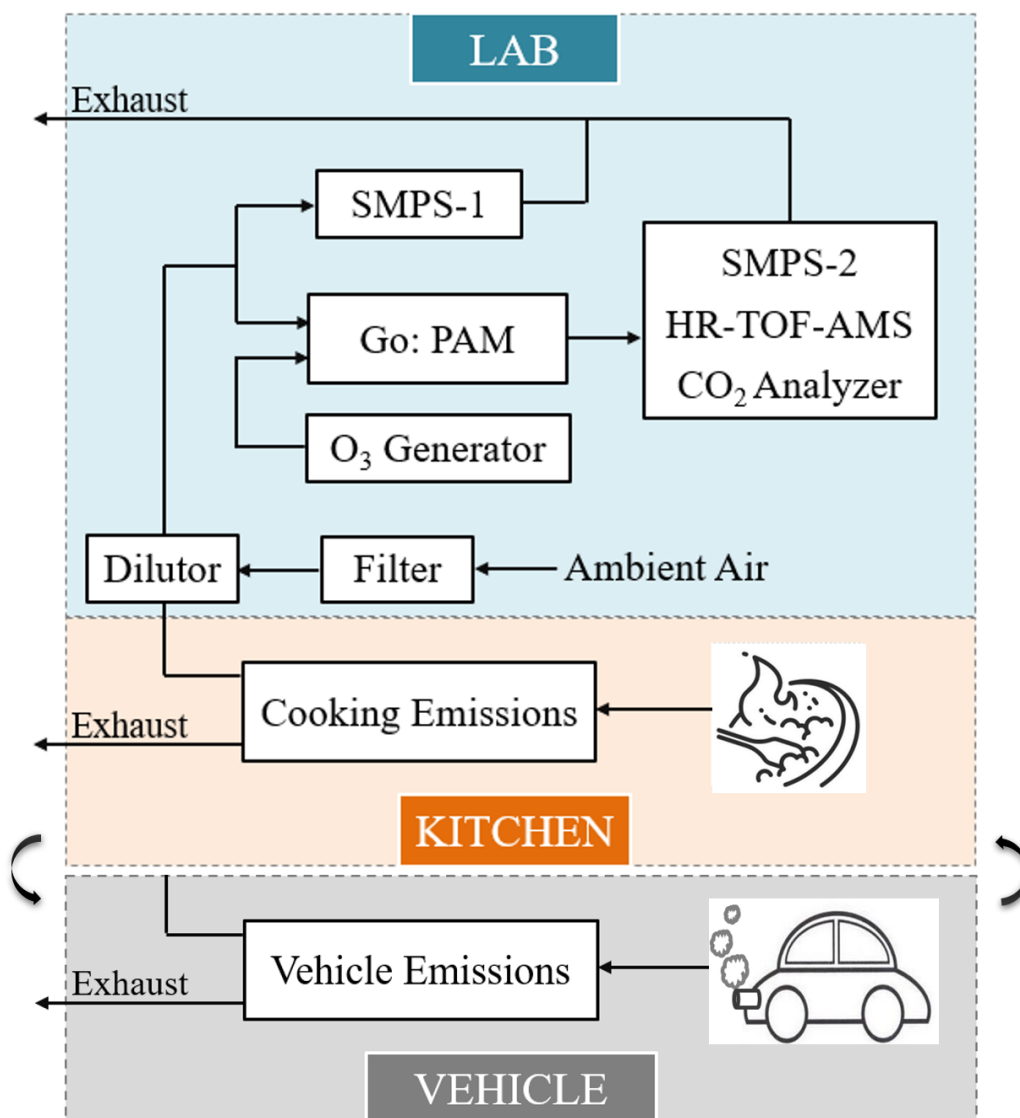 LAB
Exhaust
SMPS-1
SMPS-2
HR-TOF-AMS
CO₂ Analyzer
Go: PAM
O₃ Generator
Dilutor
Filter
Ambient Air
Cooking Emissions
Exhaust
KITCHEN
Vehicle Emissions
Exhaust
VEHICLE